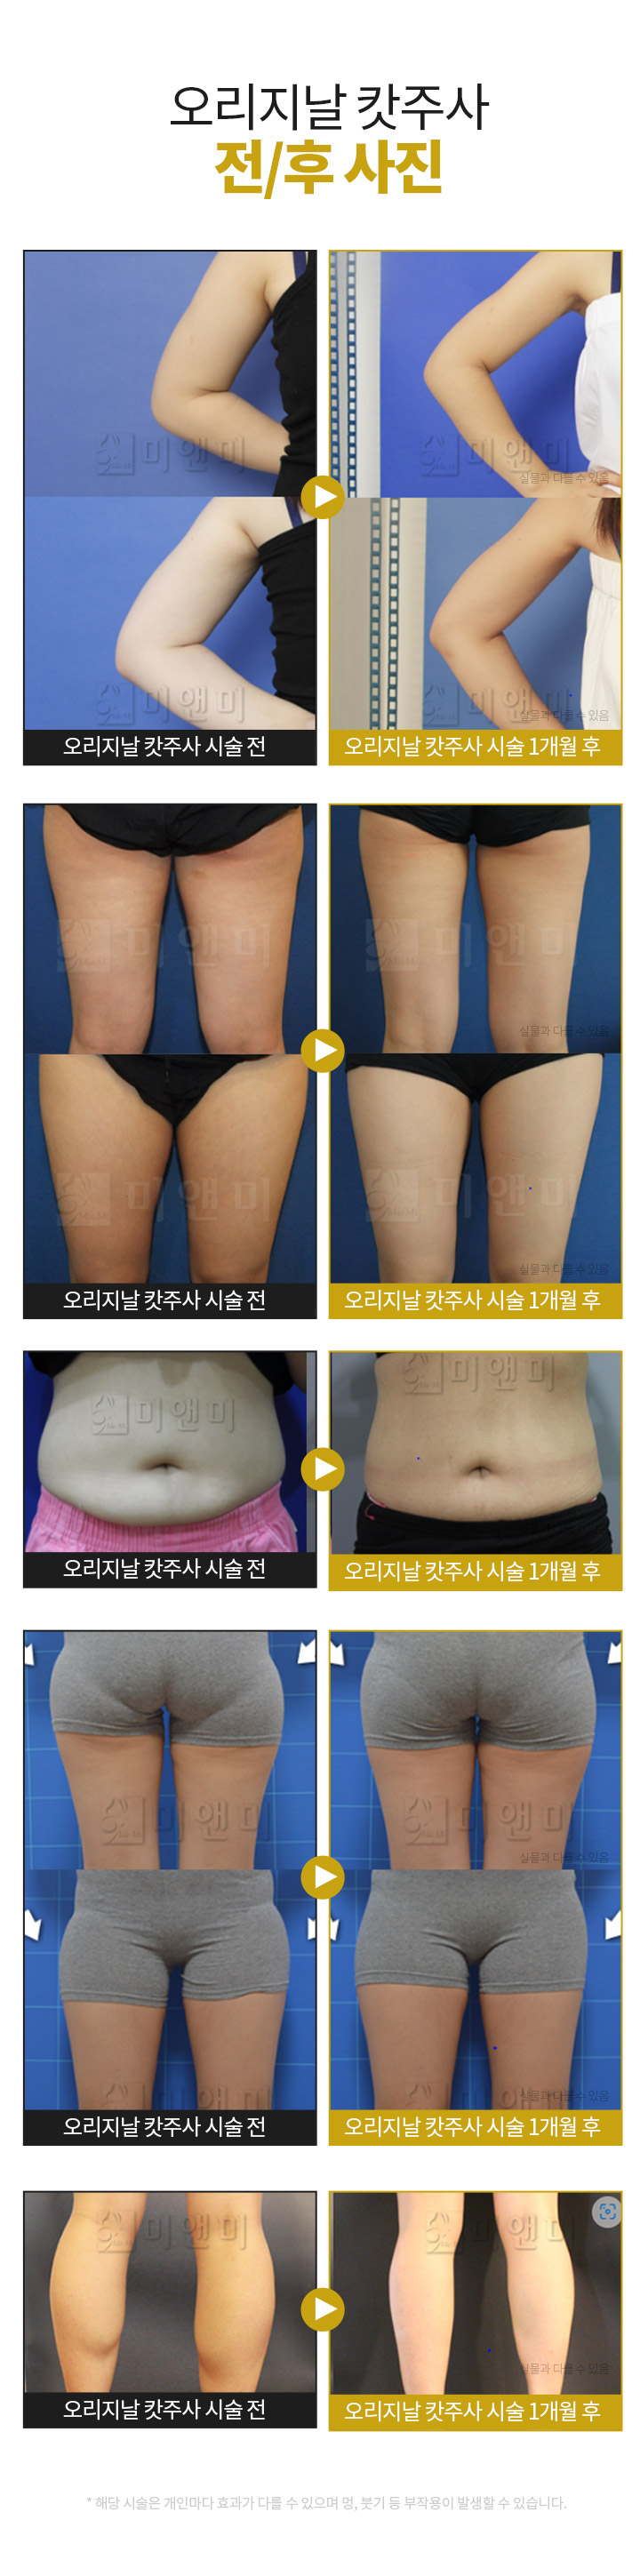 오리지날 캇주사
전/후 사진
미앤미
미앤미
실물과 다를 수 있음
미앤미
미앤미
실물과 다를 수 있음
오리지날 캇주사 시술 전
오리지날 캇주사 시술 1개월 후
미앤미
미앤미
실물과 다를 수 있음
미앤미
미앤미
실물과 다를 수 있음
오리지날 캇주사 시술 전
오리지날 캇주사 시술 1개월 후
미앤미
미앤미
오리지날 캇주사 시술 전
오리지날 캇주사 시술 1개월 후
미앤미
미앤미
실물과 다를 수 있음
미앤미
실물과 다를 수 있음
오리지날 캇주사 시술 전
오리지날 캇주사 시술 1개월 후
미앤미
미앤미
실물과 다를 수 있음
오리지날 캇주사 시술 전
오리지날 캇주사 시술 1개월 후
* 해당 시술은 개인마다 효과가 다를 수 있으며 멍, 붓기 등 부작용이 발생할 수 있습니다.